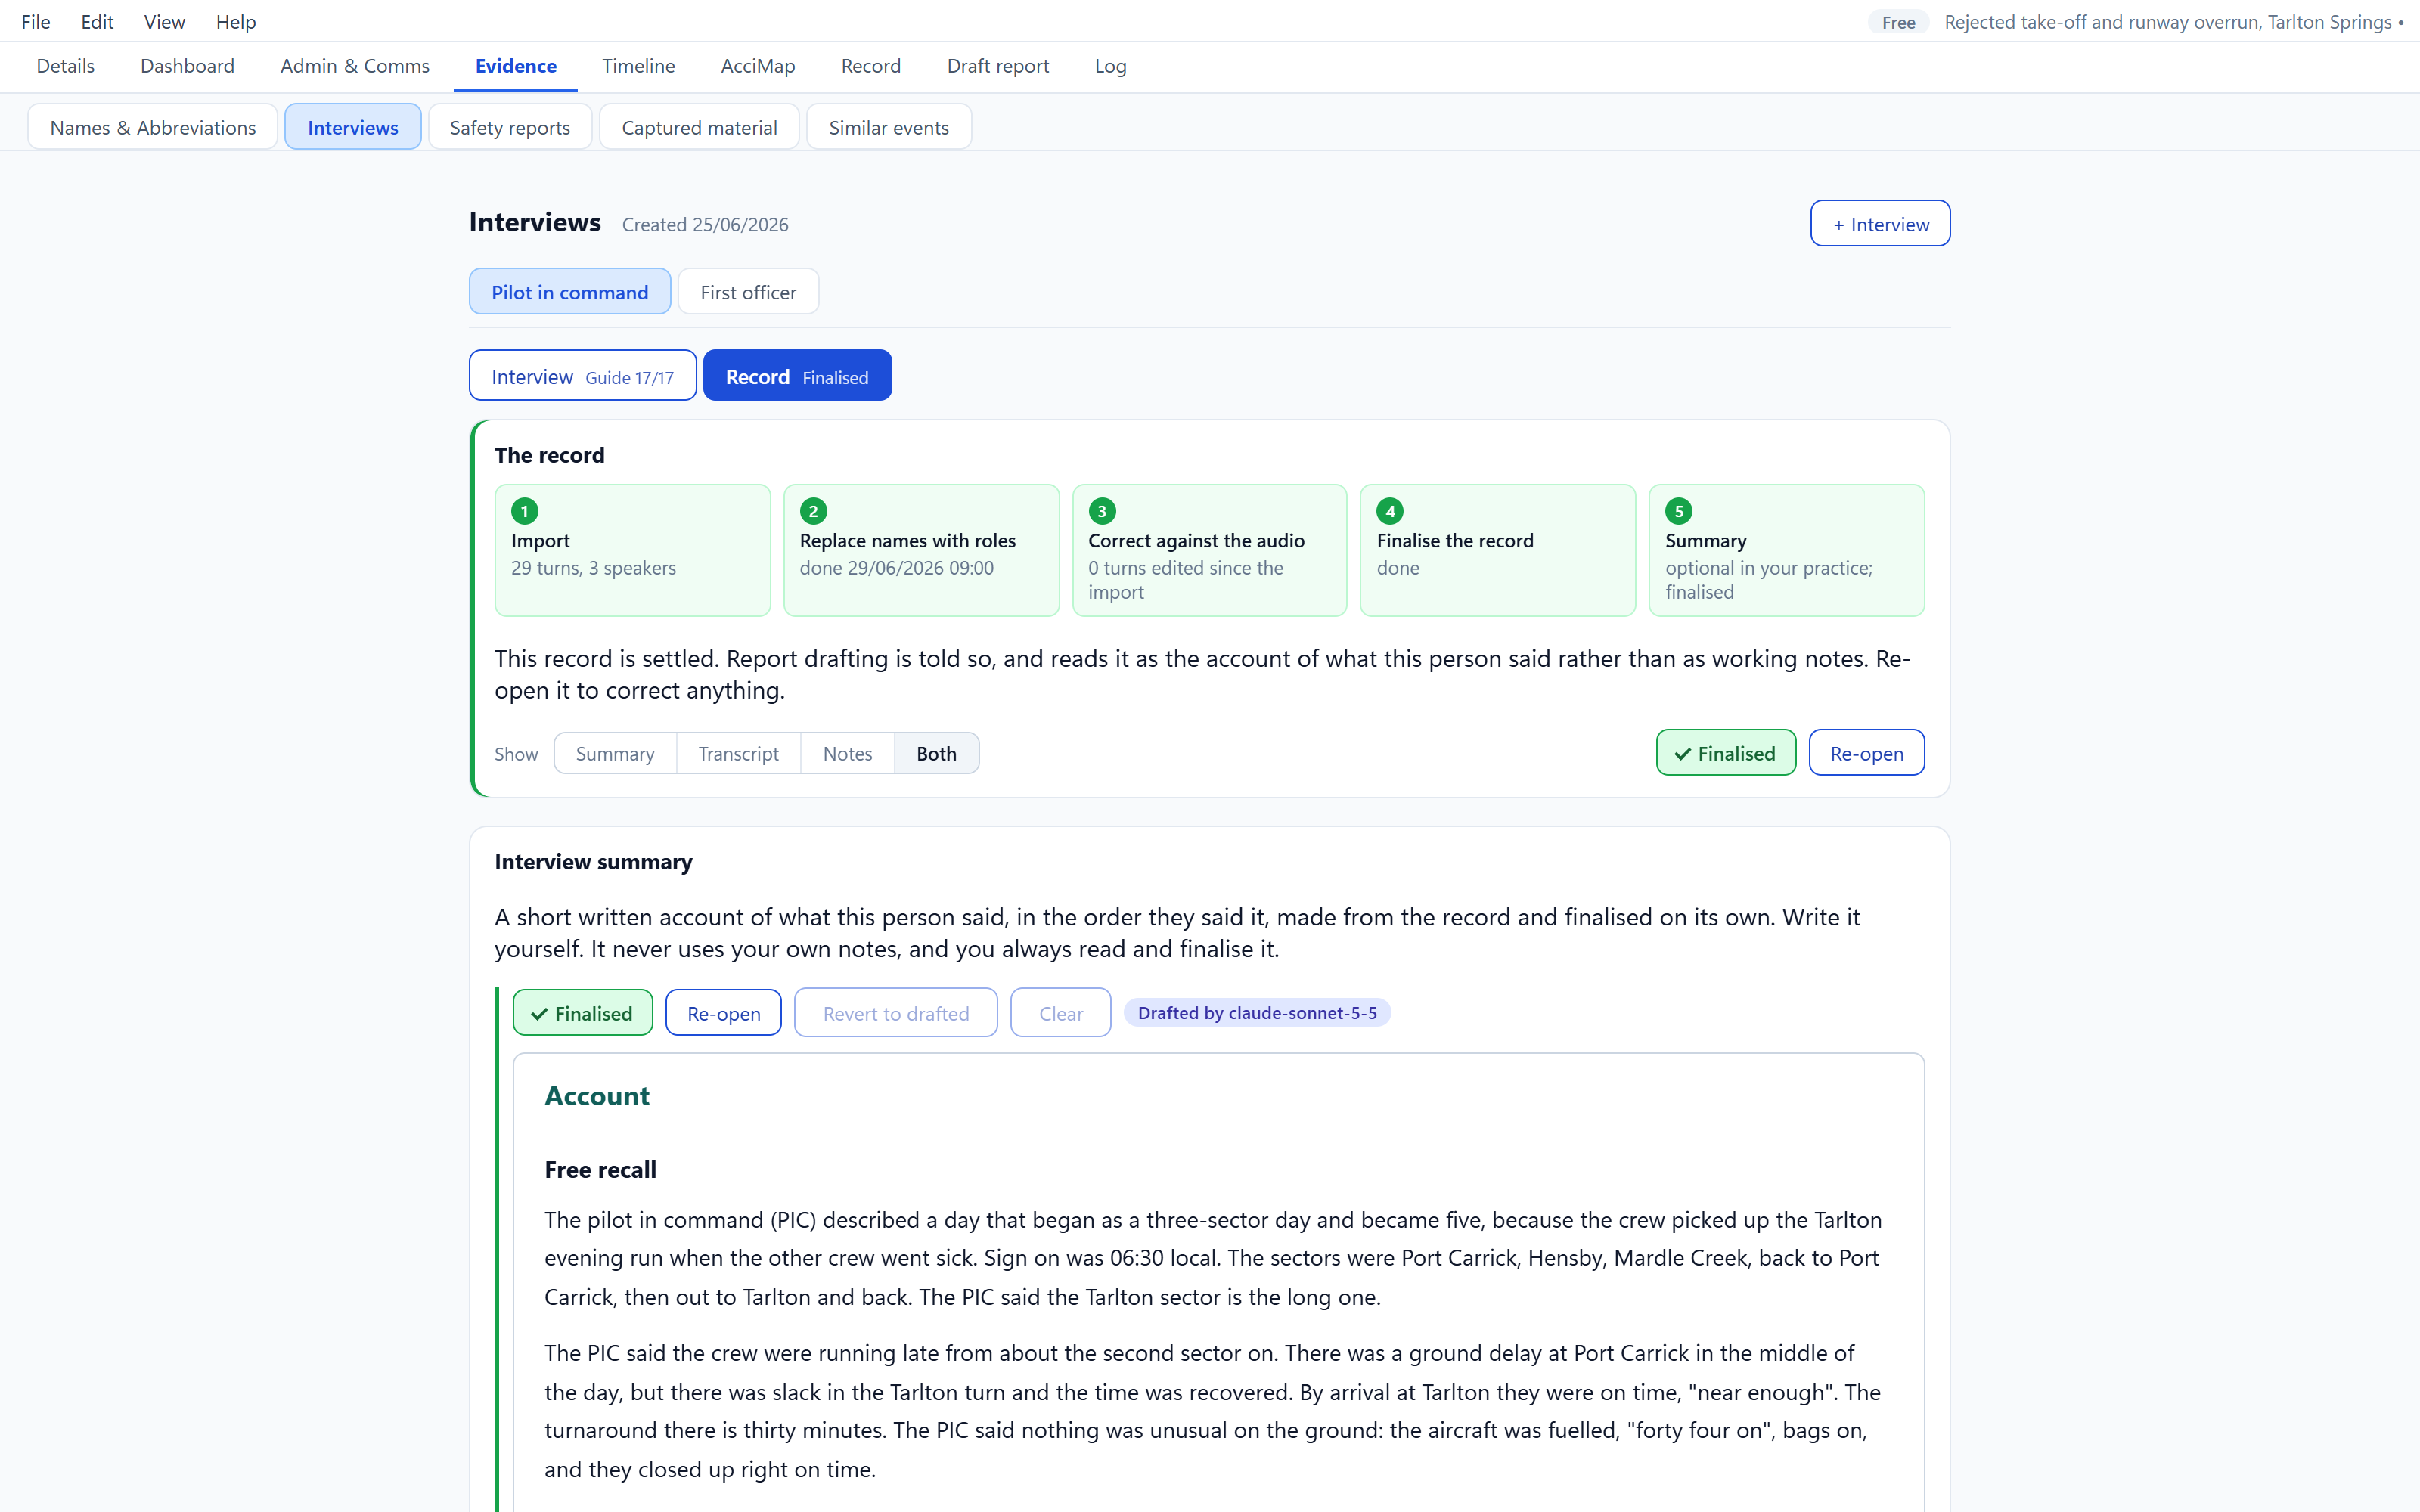 File Edit View Help Free Rejected take-off and runway overrun, Tarlton Springs •
Details Dashboard Admin & Comms Evidence Timeline AcciMap Record Draft report Log
Names & Abbreviations Interviews Safety reports Captured material Similar events
Interviews Created 25/06/2026 + Interview
Pilot in command First officer
Interview Guide 17/17 Record Finalised
The record
1 2 3 4 5
Import Replace names with roles Correct against the audio Finalise the record Summary
29 turns, 3 speakers done 29/06/2026 09:00 0 turns edited since the done optional in your practice;
import finalised
This record is settled. Report drafting is told so, and reads it as the account of what this person said rather than as working notes. Re-
open it to correct anything.
Show Summary Transcript Notes Both ✓ Finalised Re-open
Interview summary
A short written account of what this person said, in the order they said it, made from the record and finalised on its own. Write it
yourself. It never uses your own notes, and you always read and finalise it.
✓ Finalised Re-open Revert to drafted Clear Drafted by claude-sonnet-5-5
Account
Free recall
The pilot in command (PIC) described a day that began as a three-sector day and became five, because the crew picked up the Tarlton
evening run when the other crew went sick. Sign on was 06:30 local. The sectors were Port Carrick, Hensby, Mardle Creek, back to Port
Carrick, then out to Tarlton and back. The PIC said the Tarlton sector is the long one.
The PIC said the crew were running late from about the second sector on. There was a ground delay at Port Carrick in the middle of
the day, but there was slack in the Tarlton turn and the time was recovered. By arrival at Tarlton they were on time, "near enough". The
turnaround there is thirty minutes. The PIC said nothing was unusual on the ground: the aircraft was fuelled, "forty four on", bags on,
and they closed up right on time.